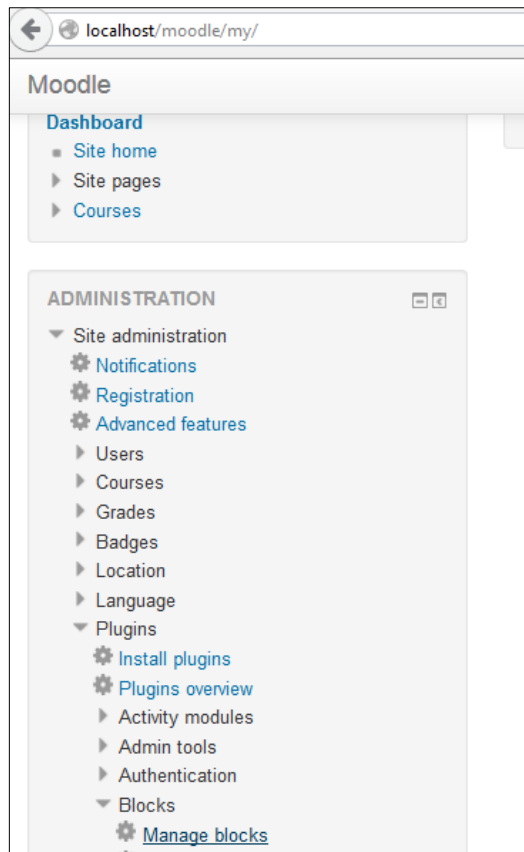 localhost/moodle/my/
Moodle
Dashboard
Site home
Site pages
Courses
ADMINISTRATION
Site administration
Notifications
Registration
Advanced features
Users
Courses
Grades
Badges
Location
Language
Plugins
Install plugins
Plugins overview
Activity modules
Admin tools
Authentication
Blocks
Manage blocks